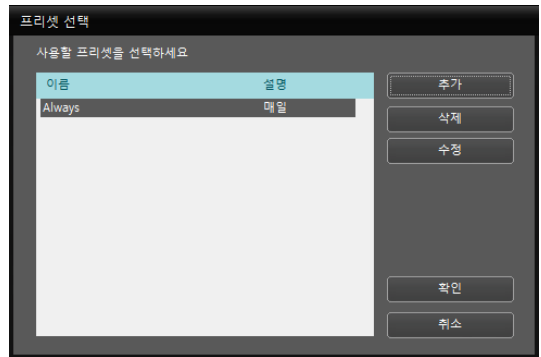 프리셋 선택
사용할 프리셋을 선택하세요
이름 설명
Always 매일
추가
삭제
수정
확인
취소